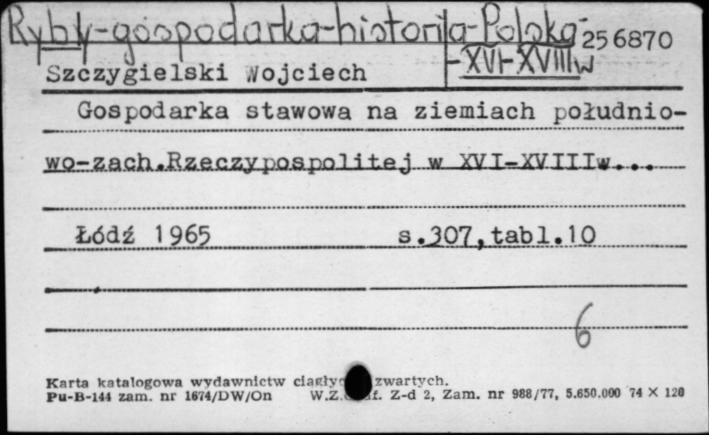 Ryby-gospodarka-historia-Polska 256870
-XVI-XVIIIw
Szczygielski Wojciech
Gospodarka stawowa na ziemiach południo-
wo-zach.Rzeczypospolitej w XVI-XVIIIw...
Łódź 1965 s.307,tabl.10
6
Karta katalogowa wydawnictw ciągłyc zwartych.
Pu-B-144 zam. nr 1674/DW/On W.Z. f. Z-d 2, Zam. nr 988/77, 5.650.000 74 X 120